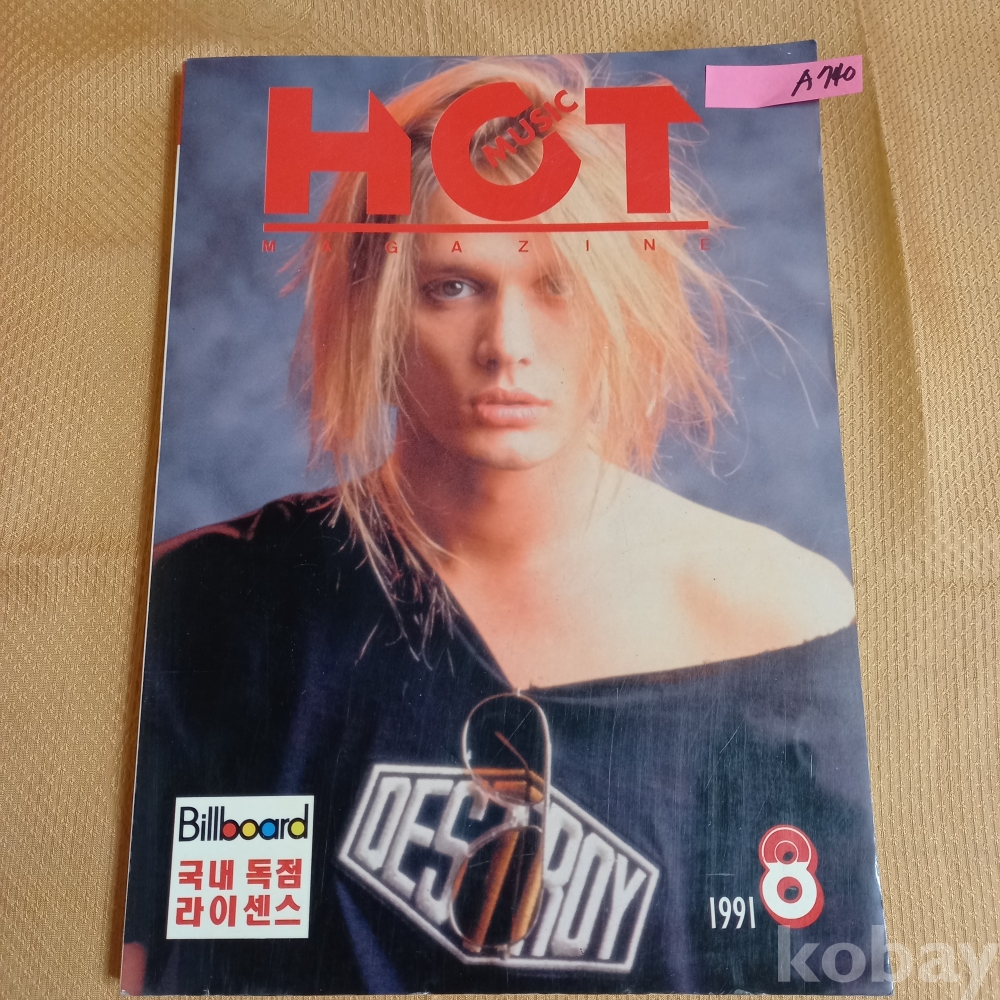 A740
HOT
MUSIC
MAGAZINE
DESTROY
Billboard
국내 독점
라이센스
1991 8
kobay